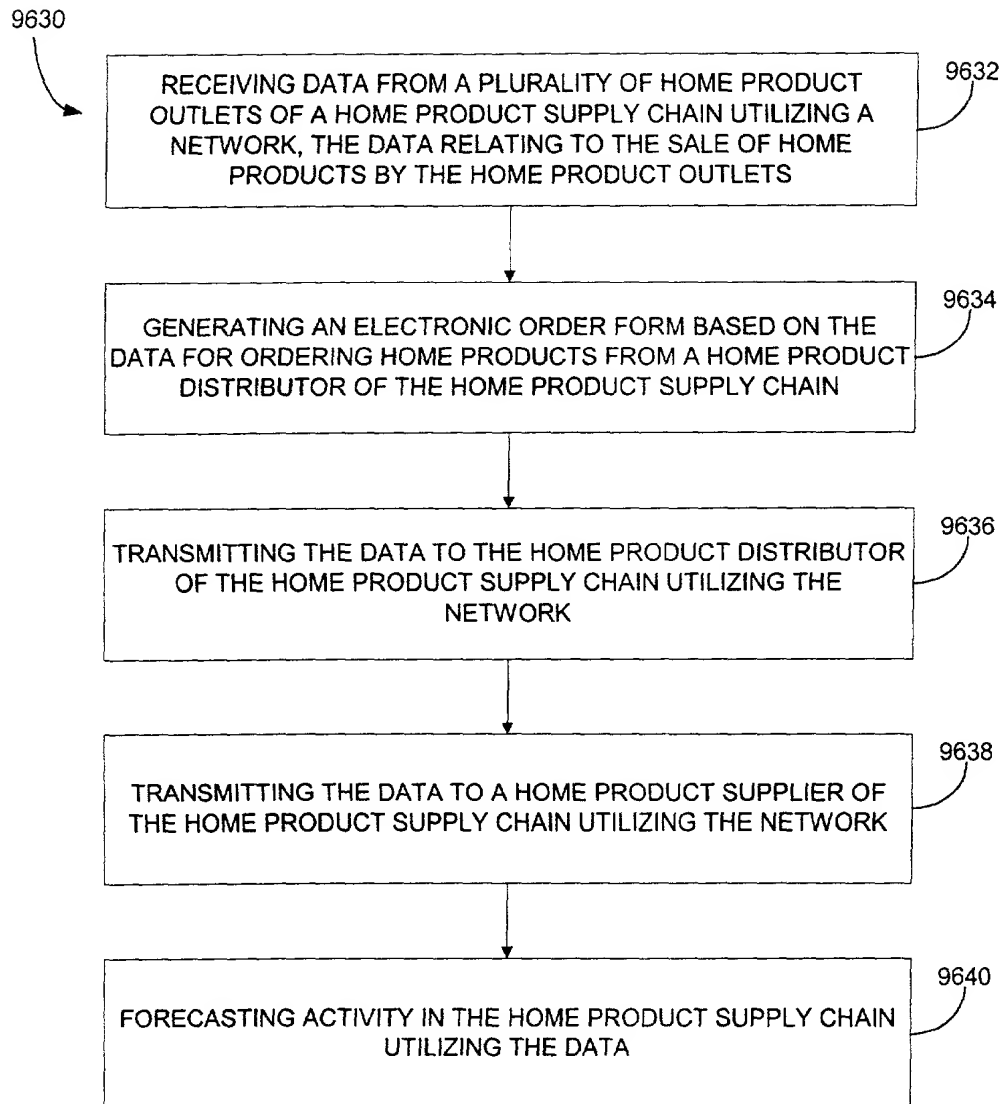 9630
9632
RECEIVING DATA FROM A PLURALITY OF HOME PRODUCT
OUTLETS OF A HOME PRODUCT SUPPLY CHAIN UTILIZING A
NETWORK, THE DATA RELATING TO THE SALE OF HOME
PRODUCTS BY THE HOME PRODUCT OUTLETS
9634
GENERATING AN ELECTRONIC ORDER FORM BASED ON THE
DATA FOR ORDERING HOME PRODUCTS FROM A HOME PRODUCT
DISTRIBUTOR OF THE HOME PRODUCT SUPPLY CHAIN
9636
TRANSMITTING THE DATA TO THE HOME PRODUCT DISTRIBUTOR
OF THE HOME PRODUCT SUPPLY CHAIN UTILIZING THE
NETWORK
9638
TRANSMITTING THE DATA TO A HOME PRODUCT SUPPLIER OF
THE HOME PRODUCT SUPPLY CHAIN UTILIZING THE NETWORK
9640
FORECASTING ACTIVITY IN THE HOME PRODUCT SUPPLY CHAIN
UTILIZING THE DATA